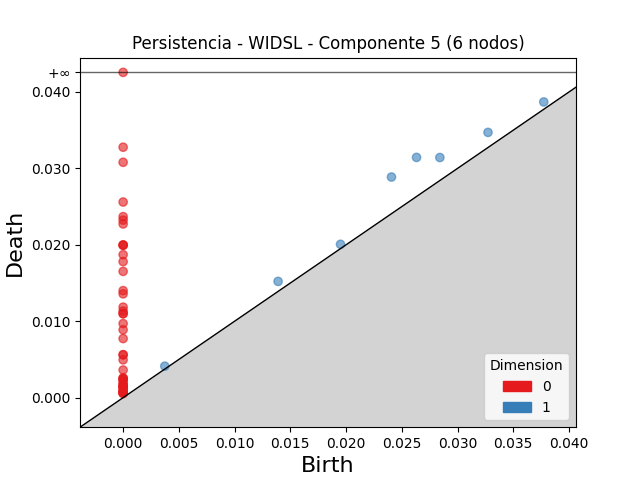 Persistencia - WIDSL - Componente 5 (6 nodos)
+∞
0.040
0.030
0.020
0.010
0.000
Death
0.000 0.005 0.010 0.015 0.020 0.025 0.030 0.035 0.040
Birth
Dimension
0
1